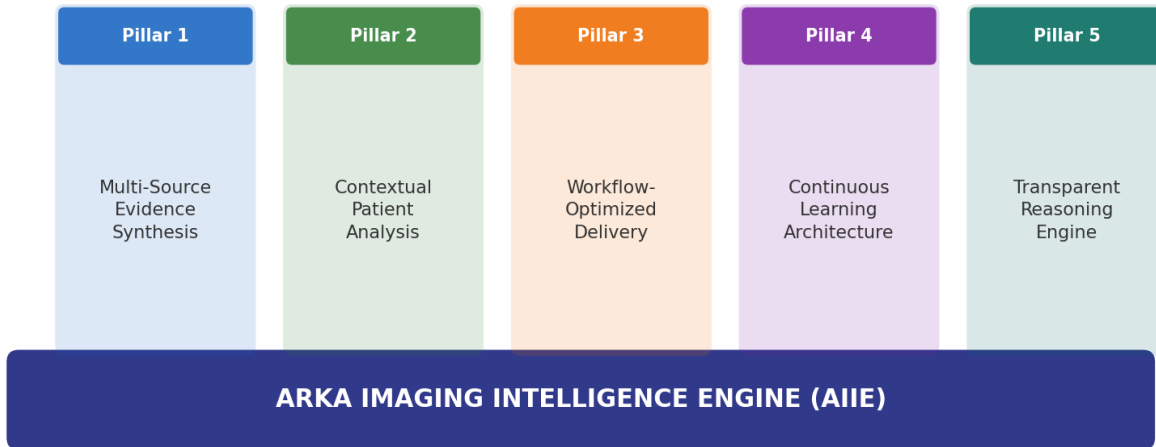 Pillar 1
Multi-Source
Evidence
Synthesis
Pillar 2
Contextual
Patient
Analysis
Pillar 3
Workflow-
Optimized
Delivery
Pillar 4
Continuous
Learning
Architecture
Pillar 5
Transparent
Reasoning
Engine
ARKA IMAGING INTELLIGENCE ENGINE (AIIE)